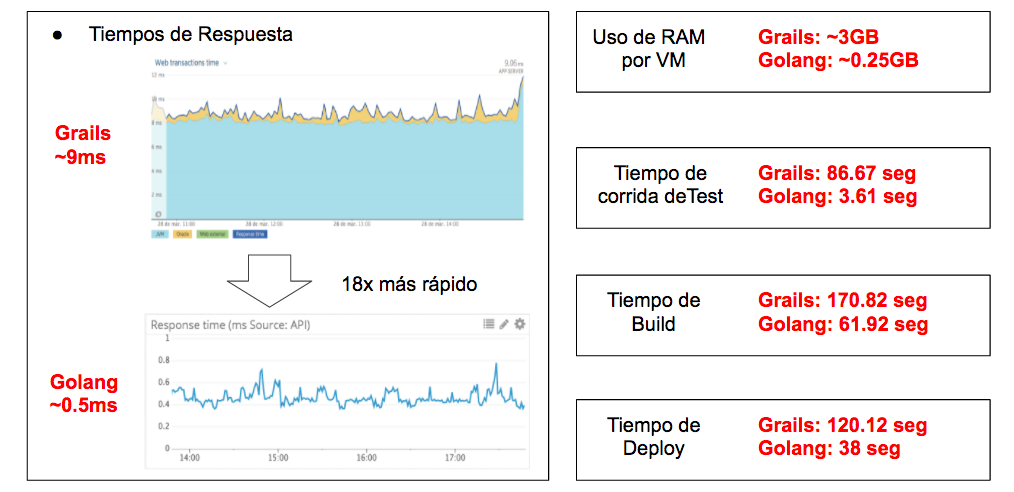 ● Tiempos de Respuesta
Web transactions time
9.06 ms
APP SERVER
12 ms
10 ms
8 ms
6 ms
4 ms
2 ms
28 de mar. 11:00
28 de mar. 12:00
28 de mar. 13:00
28 de mar. 14:00
JVM
Oracle
Web external
Response time
Grails
~9ms
18x más rápido
Response time (ms Source: API)
1
0.8
0.6
0.4
0.2
0
14:00
15:00
16:00
17:00
Golang
~0.5ms
Uso de RAM
por VM
Grails: ~3GB
Golang: ~0.25GB
Tiempo de
corrida deTest
Grails: 86.67 seg
Golang: 3.61 seg
Tiempo de
Build
Grails: 170.82 seg
Golang: 61.92 seg
Tiempo de
Deploy
Grails: 120.12 seg
Golang: 38 seg